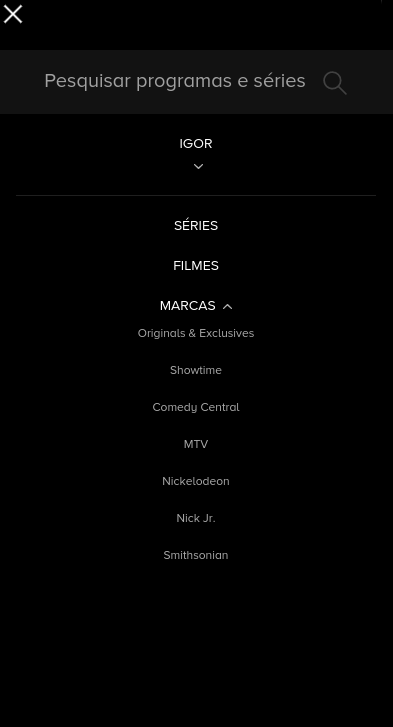 Pesquisar programas e séries
IGOR
SÉRIES
FILMES
MARCAS
Originals & Exclusives
Showtime
Comedy Central
MTV
Nickelodeon
Nick Jr.
Smithsonian